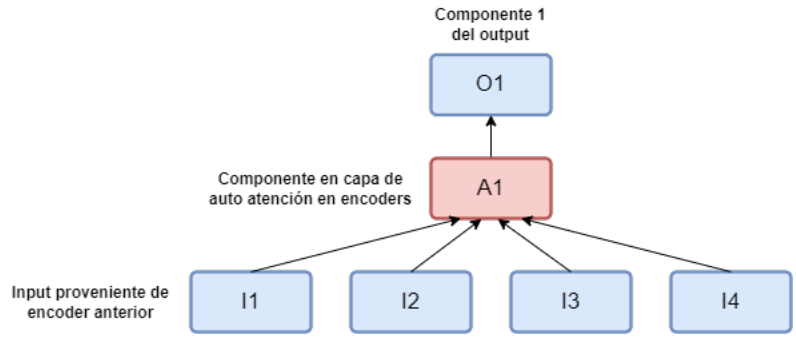 Componente 1
del output
O1
Componente en capa de
auto atención en encoders
A1
Input proveniente de
encoder anterior
I1
I2
I3
I4